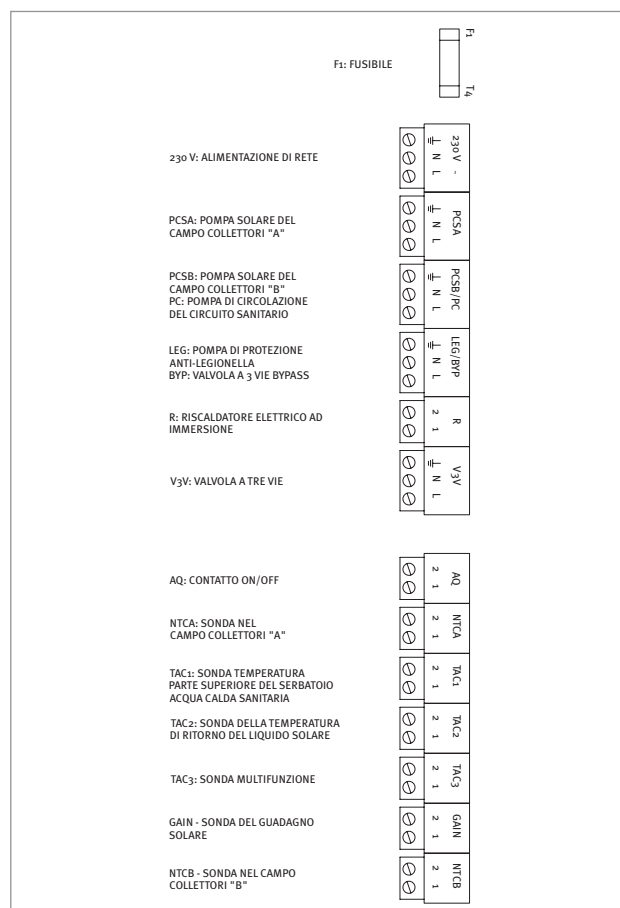 F1
F1: FUSIBILE
T4
230 V: ALIMENTAZIONE DI RETE
230 V ~
N L
PCSA: POMPA SOLARE DEL
CAMPO COLLETTORI "A"
PCSA
N L
PCSB: POMPA SOLARE DEL
CAMPO COLLETTORI "B"
PC: POMPA DI CIRCOLAZIONE
DEL CIRCUITO SANITARIO
PCSB/PC
N L
LEG: POMPA DI PROTEZIONE
ANTI-LEGIONELLA
BYP: VALVOLA A 3 VIE BYPASS
LEG/BYP
N L
R: RISCALDATORE ELETTRICO AD
IMMERSIONE
R
2 1
V3V: VALVOLA A TRE VIE
V3V
N L
AQ: CONTATTO ON/OFF
AQ
2 1
NTCA: SONDA NEL
CAMPO COLLETTORI "A"
NTCA
2 1
TAC1: SONDA TEMPERATURA
PARTE SUPERIORE DEL SERBATOIO
ACQUA CALDA SANITARIA
TAC1
2 1
TAC2: SONDA DELLA TEMPERATURA
DI RITORNO DEL LIQUIDO SOLARE
TAC2
2 1
TAC3: SONDA MULTIFUNZIONE
TAC3
2 1
GAIN - SONDA DEL GUADAGNO
SOLARE
GAIN
2 1
NTCB - SONDA NEL CAMPO
COLLETTORI "B"
NTCB
2 1